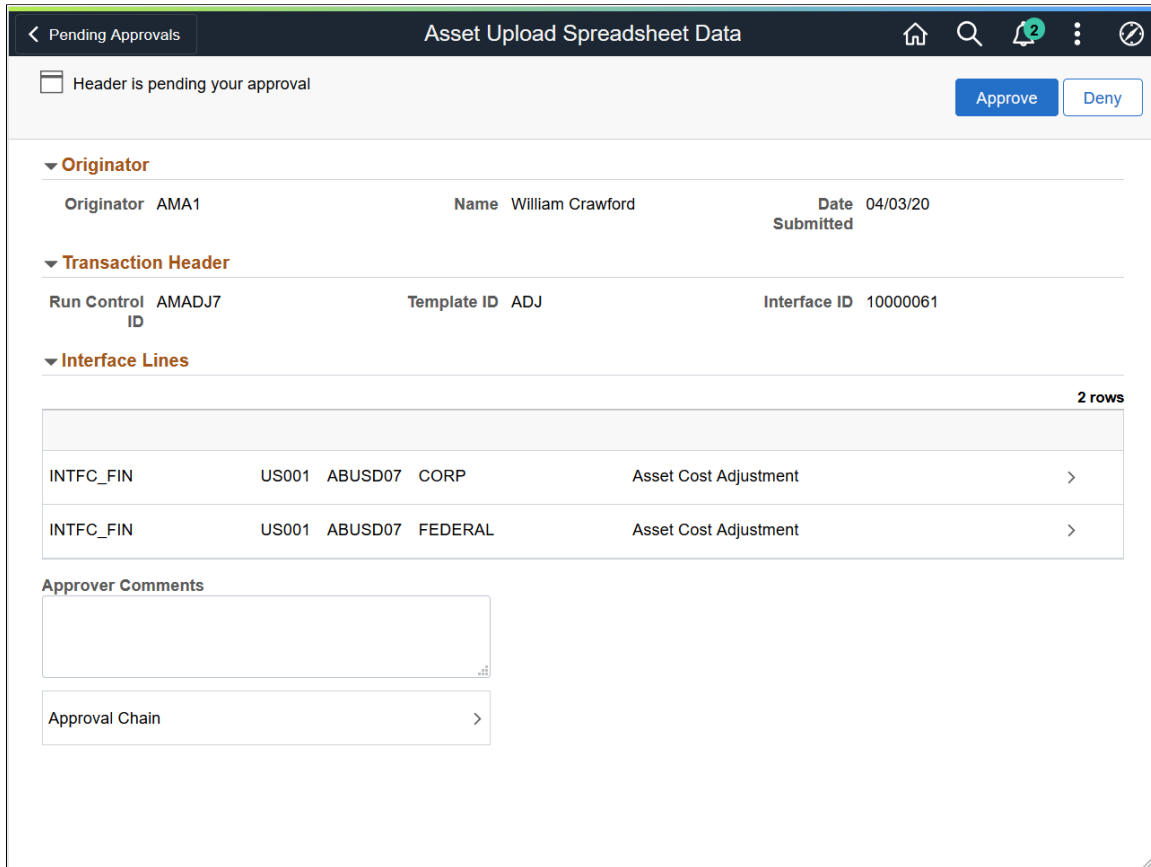 Pending Approvals Asset Upload Spreadsheet Data 2
Header is pending your approval
Approve Deny
Originator
Originator AMA1 Name William Crawford Date Submitted 04/03/20
Transaction Header
Run Control ID AMADJ7 Template ID ADJ Interface ID 10000061
Interface Lines
2 rows
INTFC_FIN US001 ABUSD07 CORP Asset Cost Adjustment
INTFC_FIN US001 ABUSD07 FEDERAL Asset Cost Adjustment
Approver Comments
Approval Chain